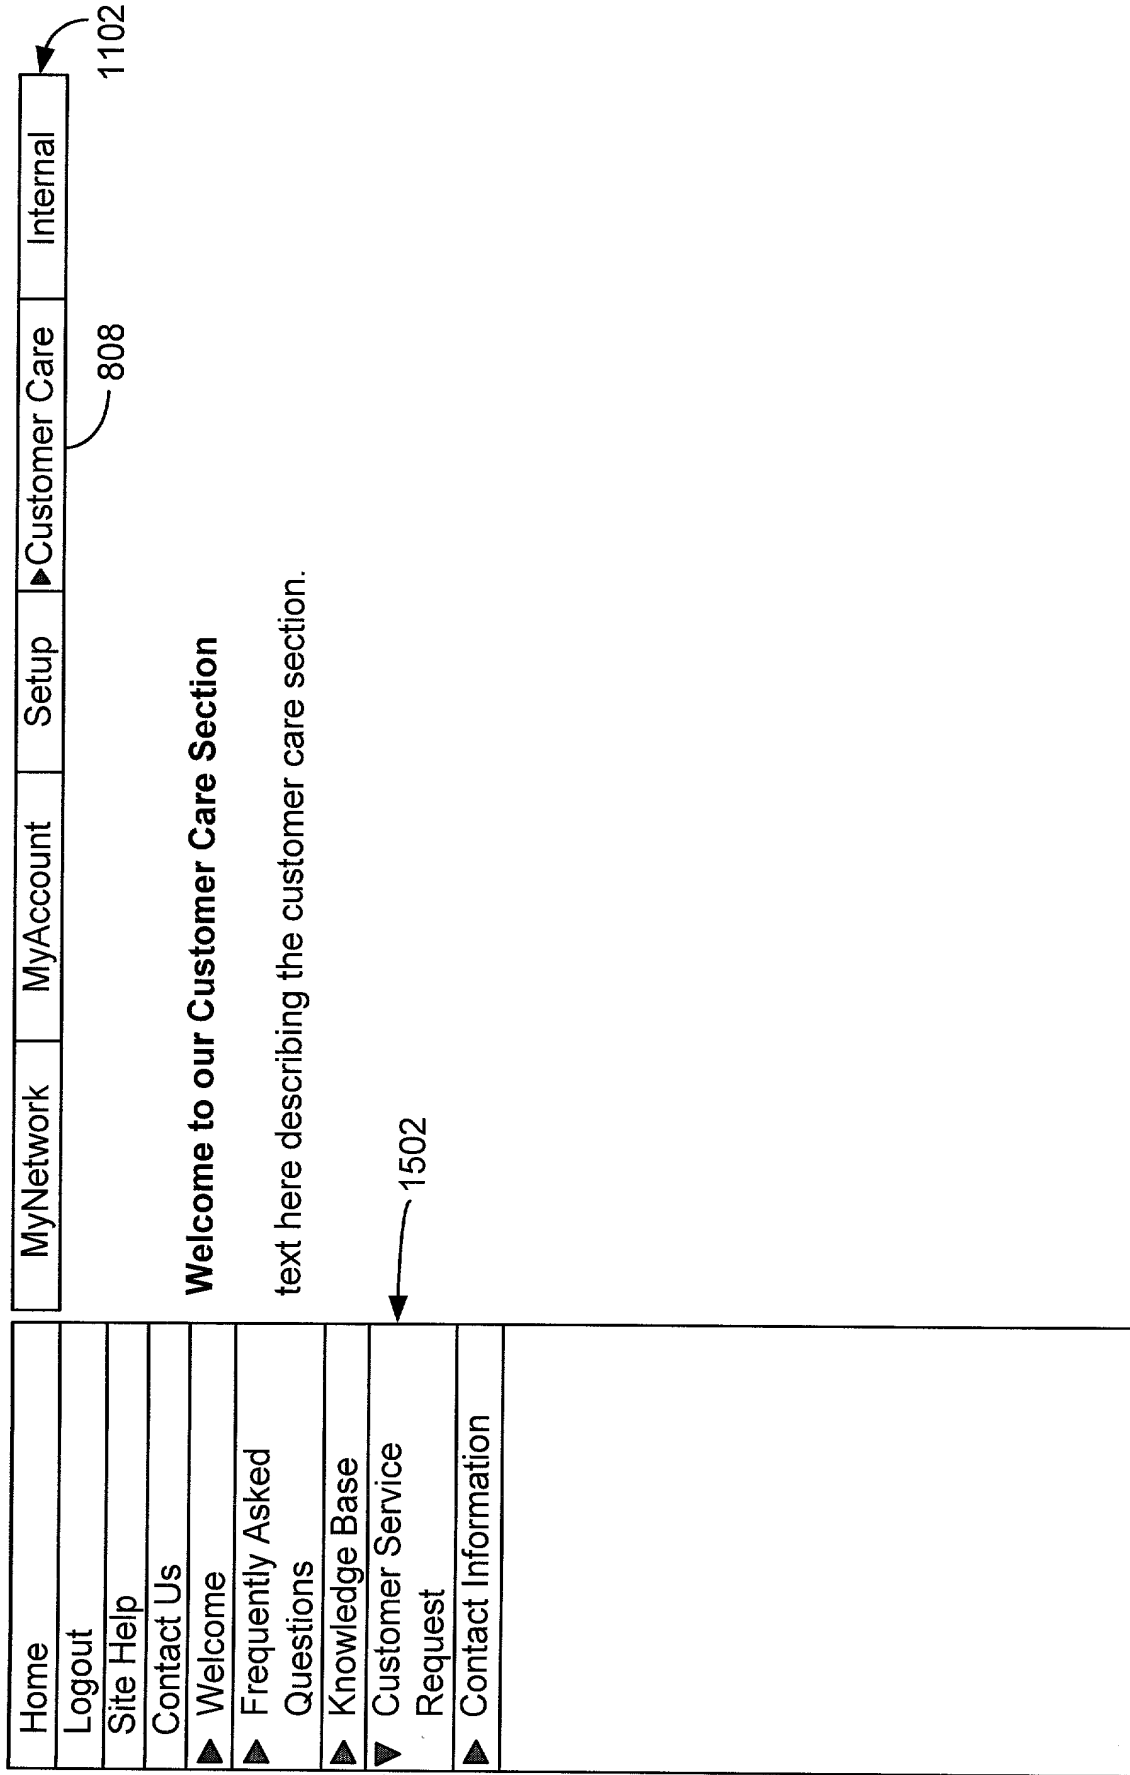 MyNetwork MyAccount Setup ▶Customer Care Internal
1102
808
Home
Logout
Site Help
Contact Us
▶ Welcome
▶ Frequently Asked
Questions
▶ Knowledge Base
▼ Customer Service
Request
▶ Contact Information
1502
Welcome to our Customer Care Section
text here describing the customer care section.